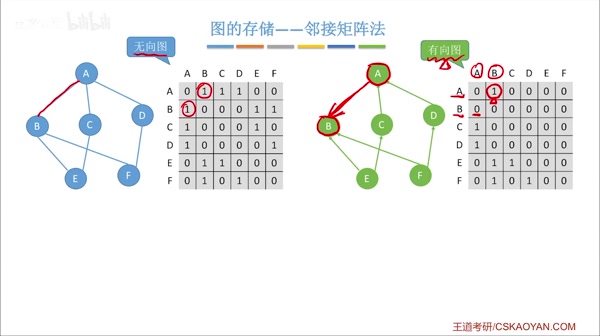 bilibili
图的存储——邻接矩阵法
无向图
A
B
C
D
E
F
A B C D E F
A 0 1 1 1 0 0
B 1 0 0 0 1 1
C 1 0 0 0 1 0
D 1 0 0 0 0 1
E 0 1 1 0 0 0
F 0 1 0 1 0 0
有向图
A
B
C
D
E
F
A B C D E F
A 0 1 0 0 0 0
B 0 0 0 0 0
C 1 0 0 0 0 0
D 1 0 0 0 0 0
E 0 1 1 0 0 0
F 0 1 0 1 0 0
王道考研/CSKAOYAN.COM